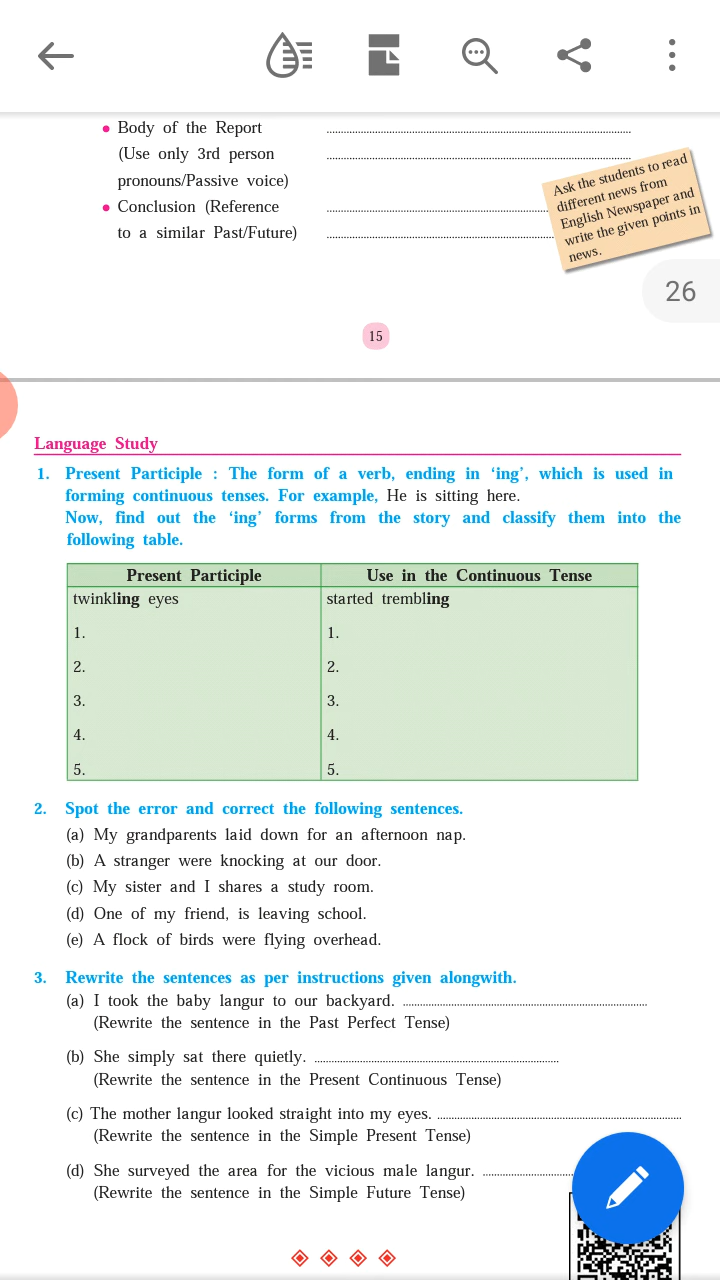 • Body of the Report ....................
(Use only 3rd person ....................
pronouns/Passive voice)
• Conclusion (Reference ....................
to a similar Past/Future) ....................
Ask the students to read
different news from
English Newspaper and
write the given points in
news.
26
15
Language Study
1. Present Participle : The form of a verb, ending in ‘ing’, which is used in
forming continuous tenses. For example, He is sitting here.
Now, find out the ‘ing’ forms from the story and classify them into the
following table.
Present Participle Use in the Continuous Tense
twinkling eyes started trembling
1. 1.
2. 2.
3. 3.
4. 4.
5. 5.
2. Spot the error and correct the following sentences.
(a) My grandparents laid down for an afternoon nap.
(b) A stranger were knocking at our door.
(c) My sister and I shares a study room.
(d) One of my friend, is leaving school.
(e) A flock of birds were flying overhead.
3. Rewrite the sentences as per instructions given alongwith.
(a) I took the baby langur to our backyard. ....................
(Rewrite the sentence in the Past Perfect Tense)
(b) She simply sat there quietly. ....................
(Rewrite the sentence in the Present Continuous Tense)
(c) The mother langur looked straight into my eyes. ....................
(Rewrite the sentence in the Simple Present Tense)
(d) She surveyed the area for the vicious male langur. ....................
(Rewrite the sentence in the Simple Future Tense)